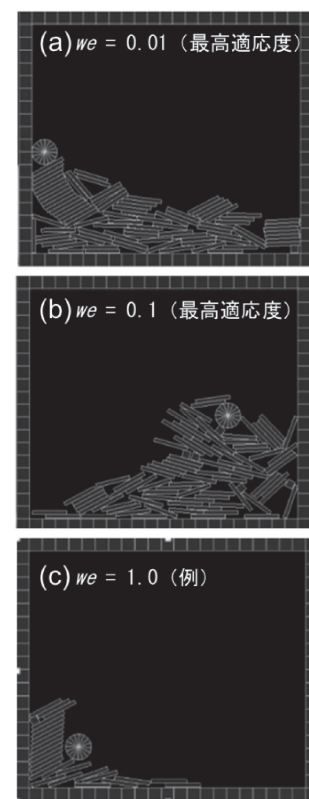 (a) we = 0.01 (最高適応度)
(b) we = 0.1 (最高適応度)
(c) we = 1.0 (例)